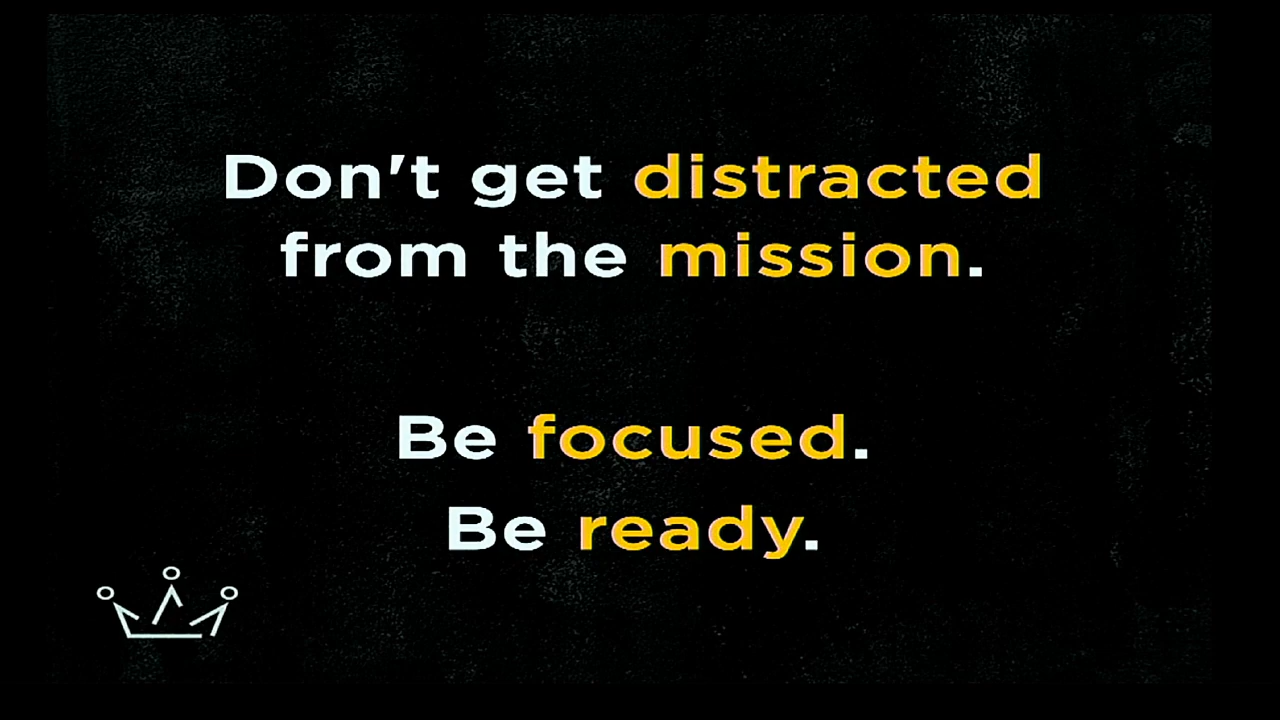 Don't get distracted
from the mission.
Be focused.
Be ready.